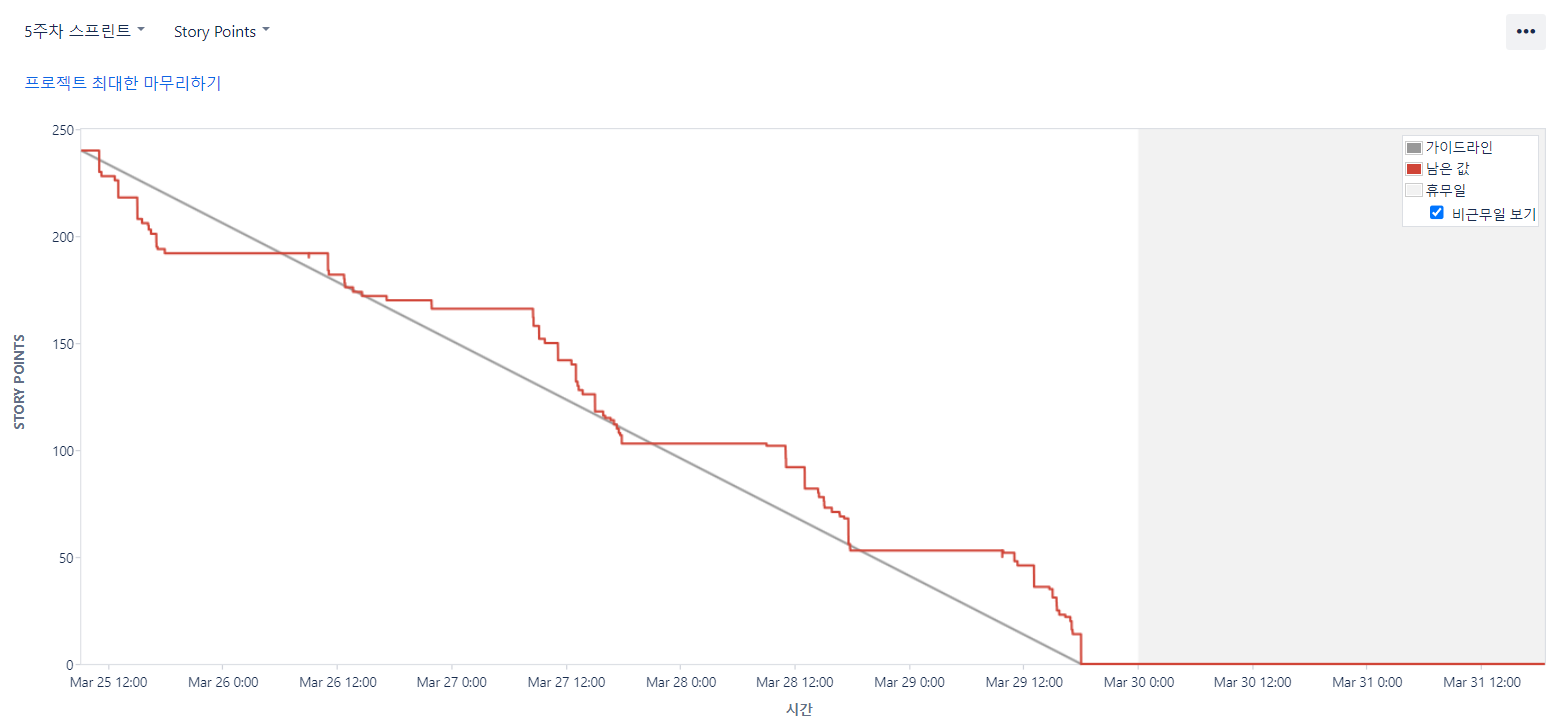 5주차 스프린트 Story Points
•••
프로젝트 최대한 마무리하기
250
200
150
100
50
0
STORY POINTS
가이드라인
남은 값
휴무일
비근무일 보기
Mar 25 12:00 Mar 26 0:00 Mar 26 12:00 Mar 27 0:00 Mar 27 12:00 Mar 28 0:00 Mar 28 12:00 Mar 29 0:00 Mar 29 12:00 Mar 30 0:00 Mar 30 12:00 Mar 31 0:00 Mar 31 12:00
시간